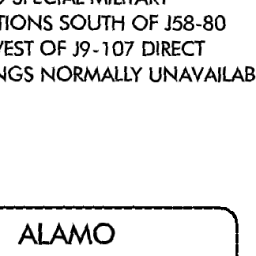 SPECIAL MILITARY
TIONS SOUTH OF J58-80
VEST OF J9-107 DIRECT
NGS NORMALLY UNAVAILAB
ALAMO